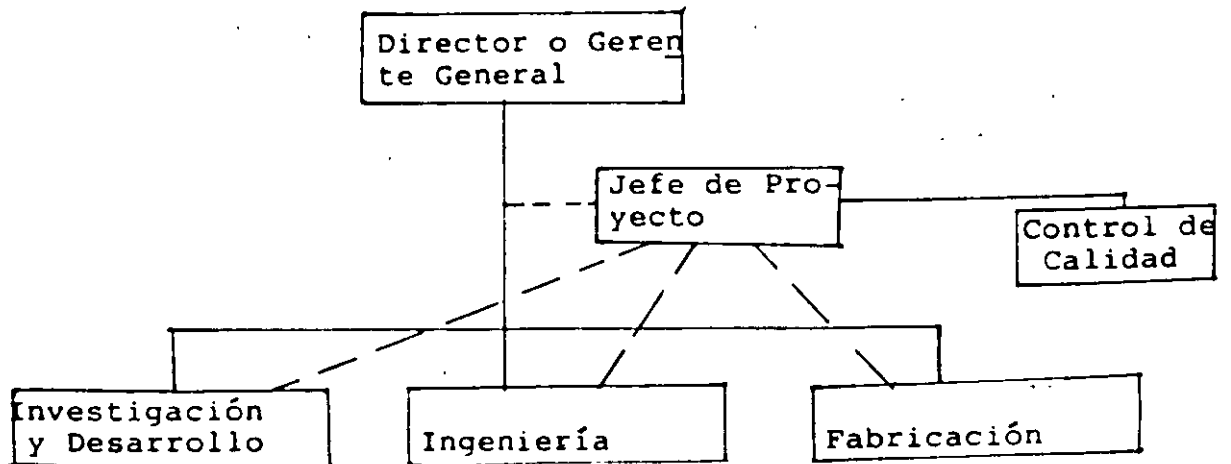 Director o Geren
te General
Jefe de Pro-
yecto
Control de
Calidad
Investigación
y Desarrollo
Ingeniería
Fabricación